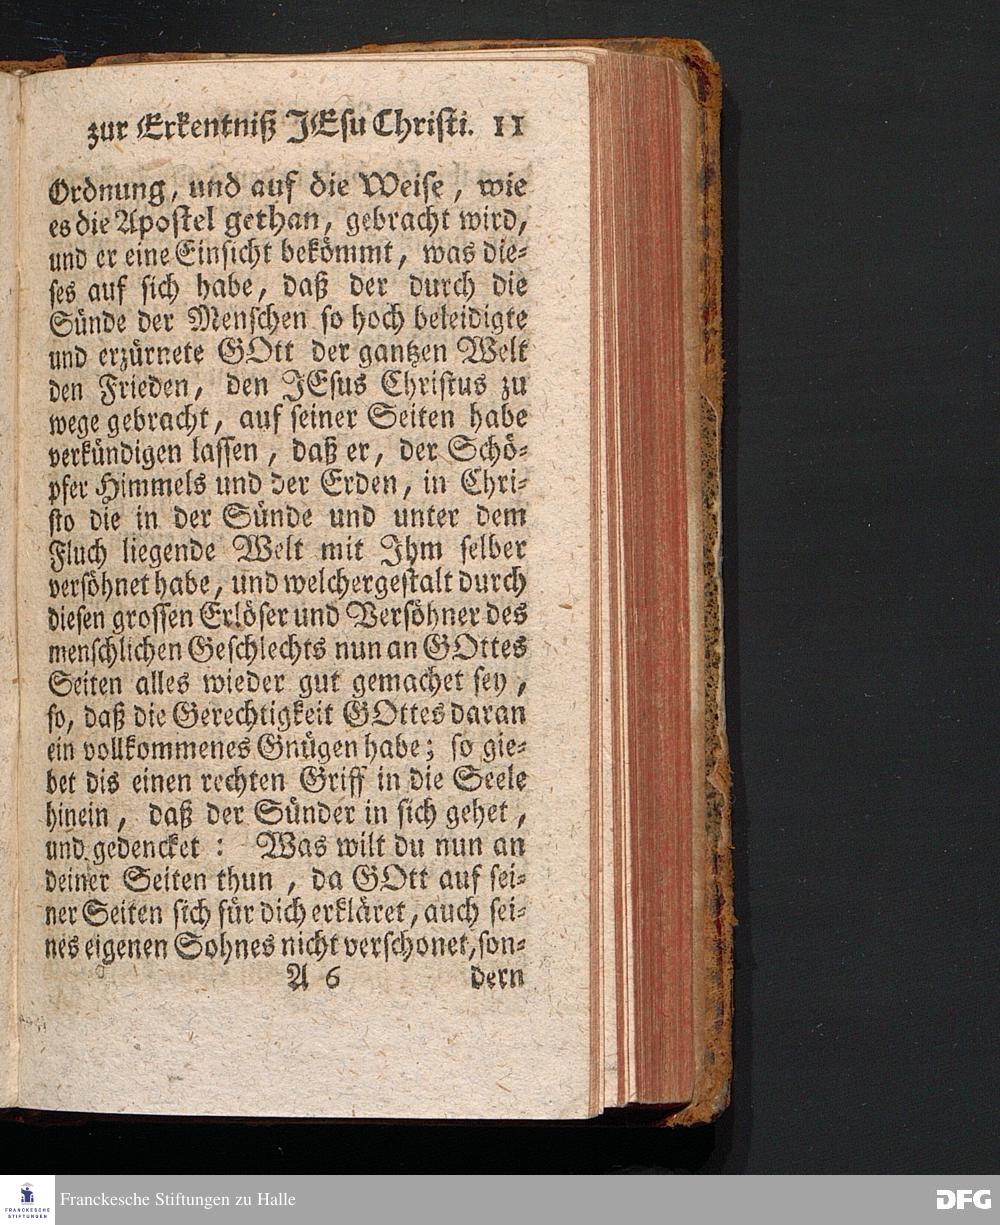 zur Erkentniß JEsu Christi. 11
Ordnung, und auf die Weise, wie
es die Apostel gethan, gebracht wird,
und er eine Einsicht bekömmt, was die-
ses auf sich habe, daß der durch die
Sünde der Menschen so hoch beleidigte
und erzürnete GOtt der gantzen Welt
den Frieden, den JEsus Christus zu
wege gebracht, auf seiner Seiten habe
verkündigen lassen, daß er, der Schö-
pfer Himmels und der Erden, in Chri-
sto die in der Sünde und unter dem
Fluch liegende Welt mit Ihm selber
versöhnet habe, und welchergestalt durch
diesen grossen Erlöser und Versöhner des
menschlichen Geschlechts nun an GOttes
Seiten alles wieder gut gemachet sey,
so, daß die Gerechtigkeit GOttes daran
ein vollkommenes Gnügen habe; so gie-
bet dis einen rechten Griff in die Seele
hinein, daß der Sünder in sich gehet,
und gedencket: Was wilt du nun an
deiner Seiten thun, da GOtt auf sei-
ner Seiten sich für dich erkläret, auch sei-
nes eigenen Sohnes nicht verschonet, son-
A 6 dern
FRANCKESCHE STIFTUNGEN
Franckesche Stiftungen zu Halle
DFG